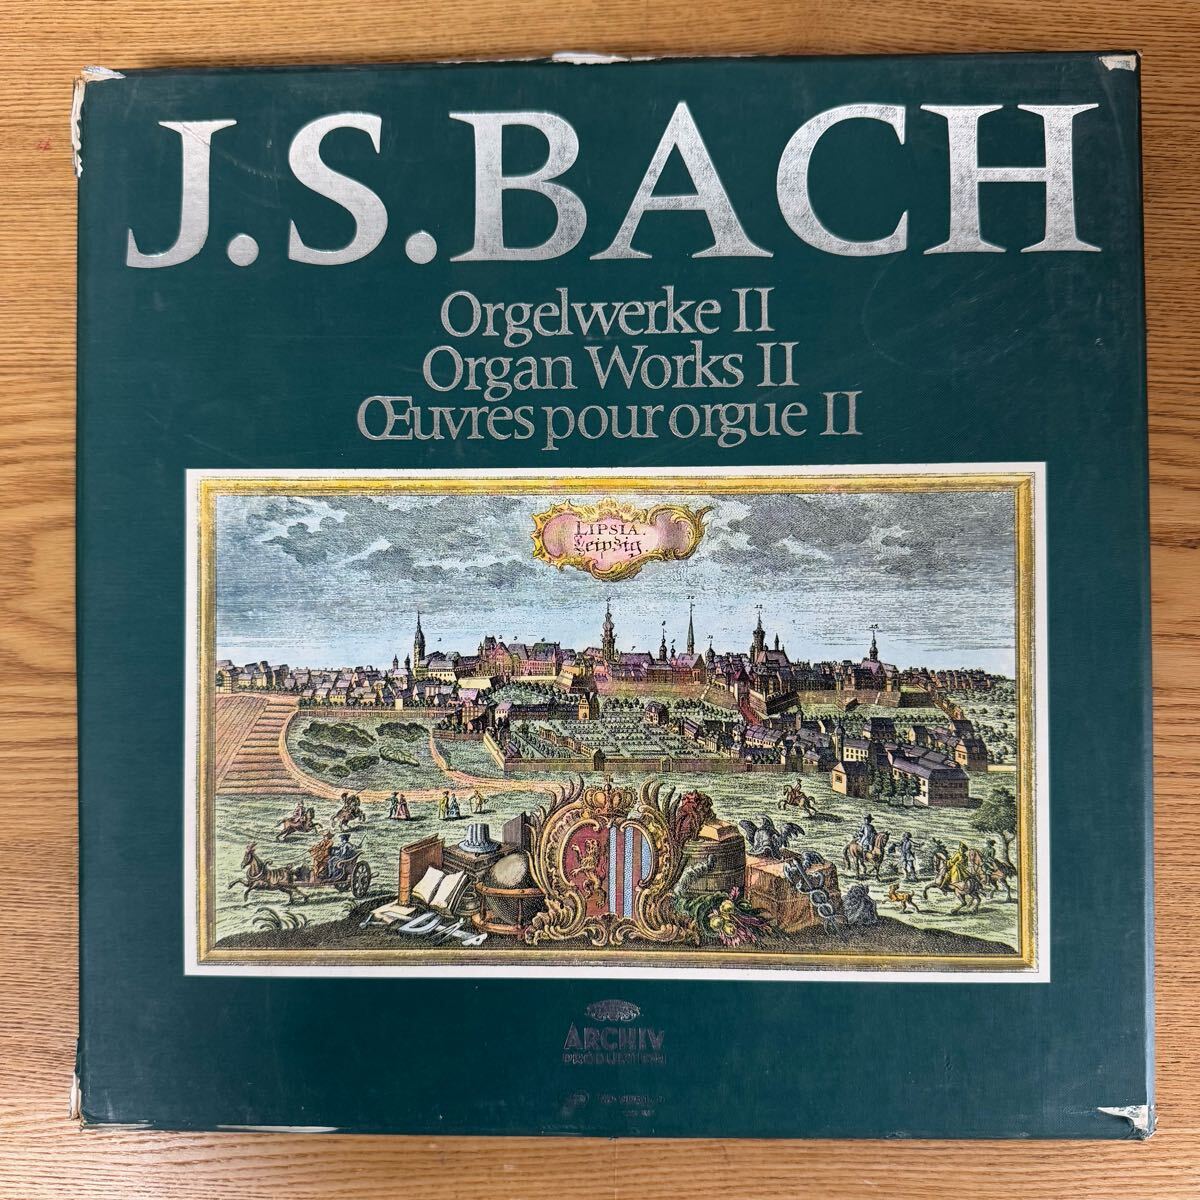 J.S.BACH
Orgelwerke II
Organ Works II
Œuvres pour orgue II
LIPSIA.
Leipzig.
ARCHIV
PRODUKTION